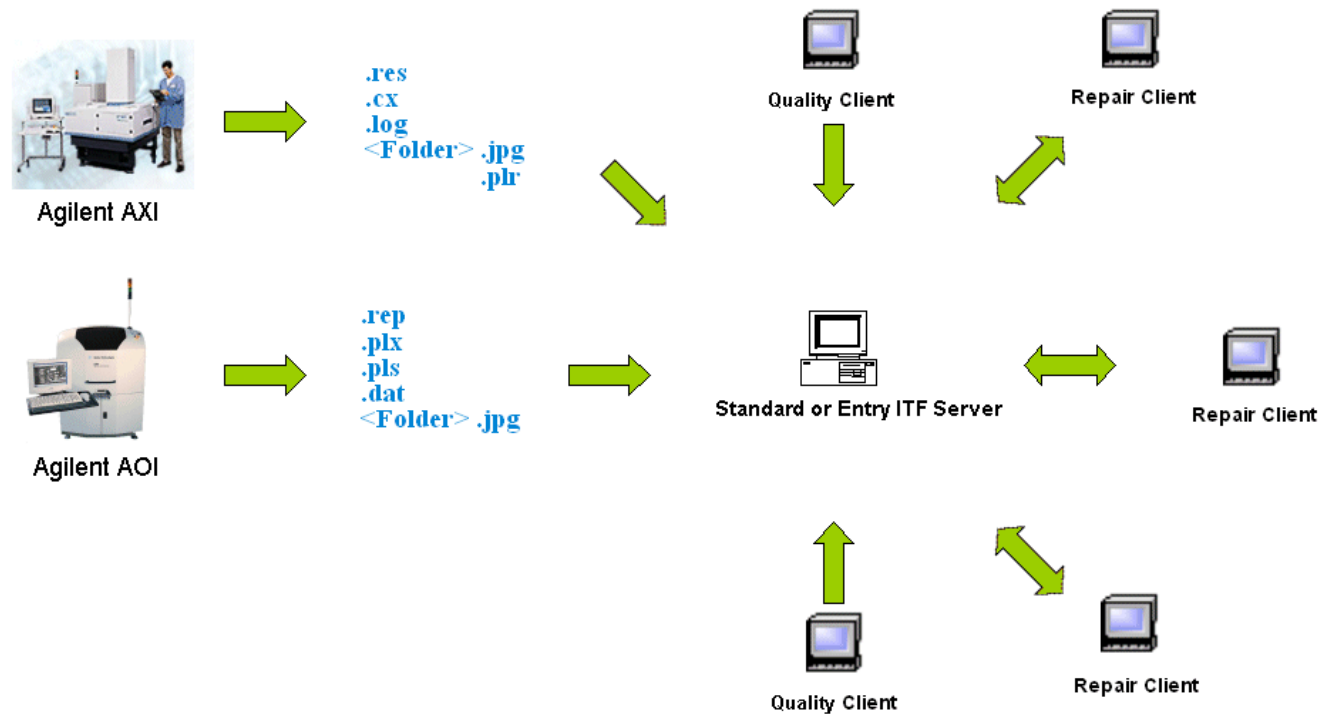 Agilent AXI
.res
.cx
.log
<Folder> .jpg
.plr
Quality Client
Repair Client
Agilent AOI
.rep
.plx
.pls
.dat
<Folder> .jpg
Standard or Entry ITF Server
Repair Client
Quality Client
Repair Client